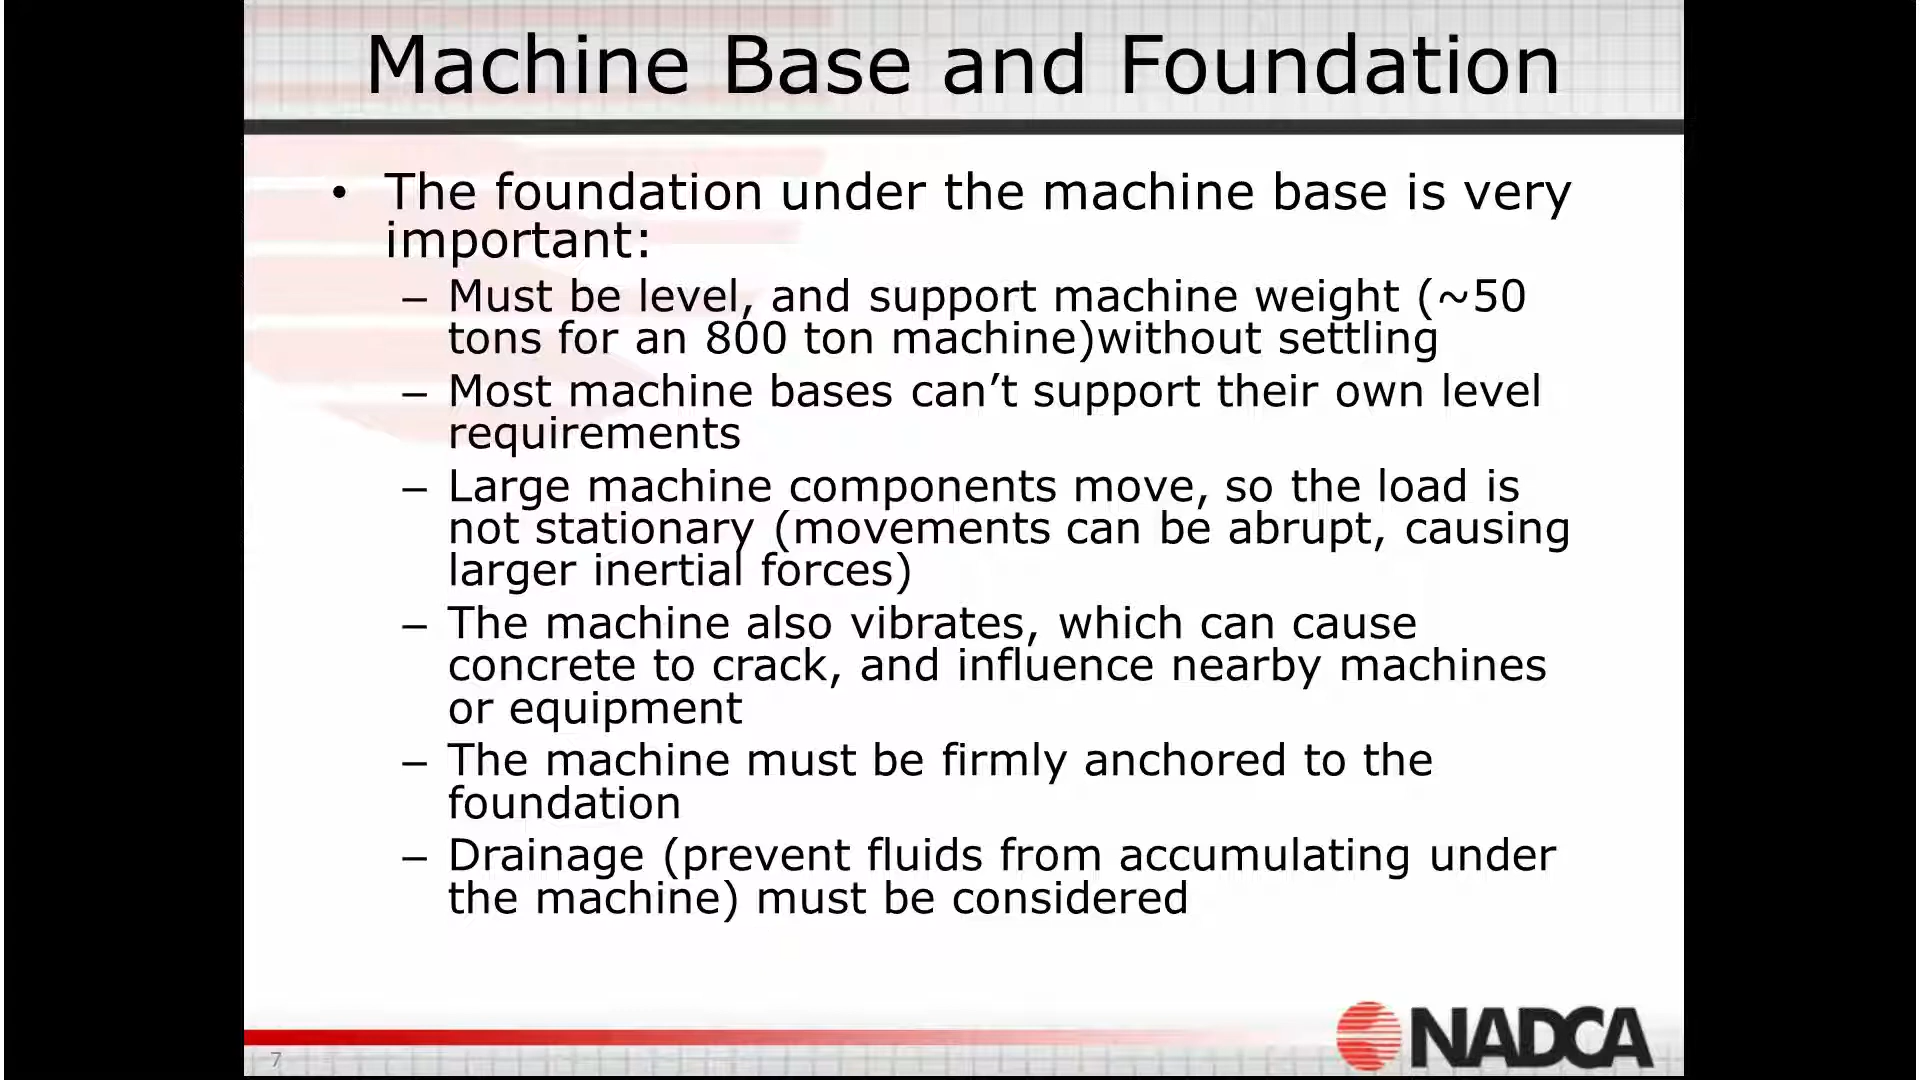 Machine Base and Foundation
• The foundation under the machine base is very
important:
– Must be level, and support machine weight (~50
tons for an 800 ton machine)without settling
– Most machine bases can’t support their own level
requirements
– Large machine components move, so the load is
not stationary (movements can be abrupt, causing
larger inertial forces)
– The machine also vibrates, which can cause
concrete to crack, and influence nearby machines
or equipment
– The machine must be firmly anchored to the
foundation
– Drainage (prevent fluids from accumulating under
the machine) must be considered
NADCA
7